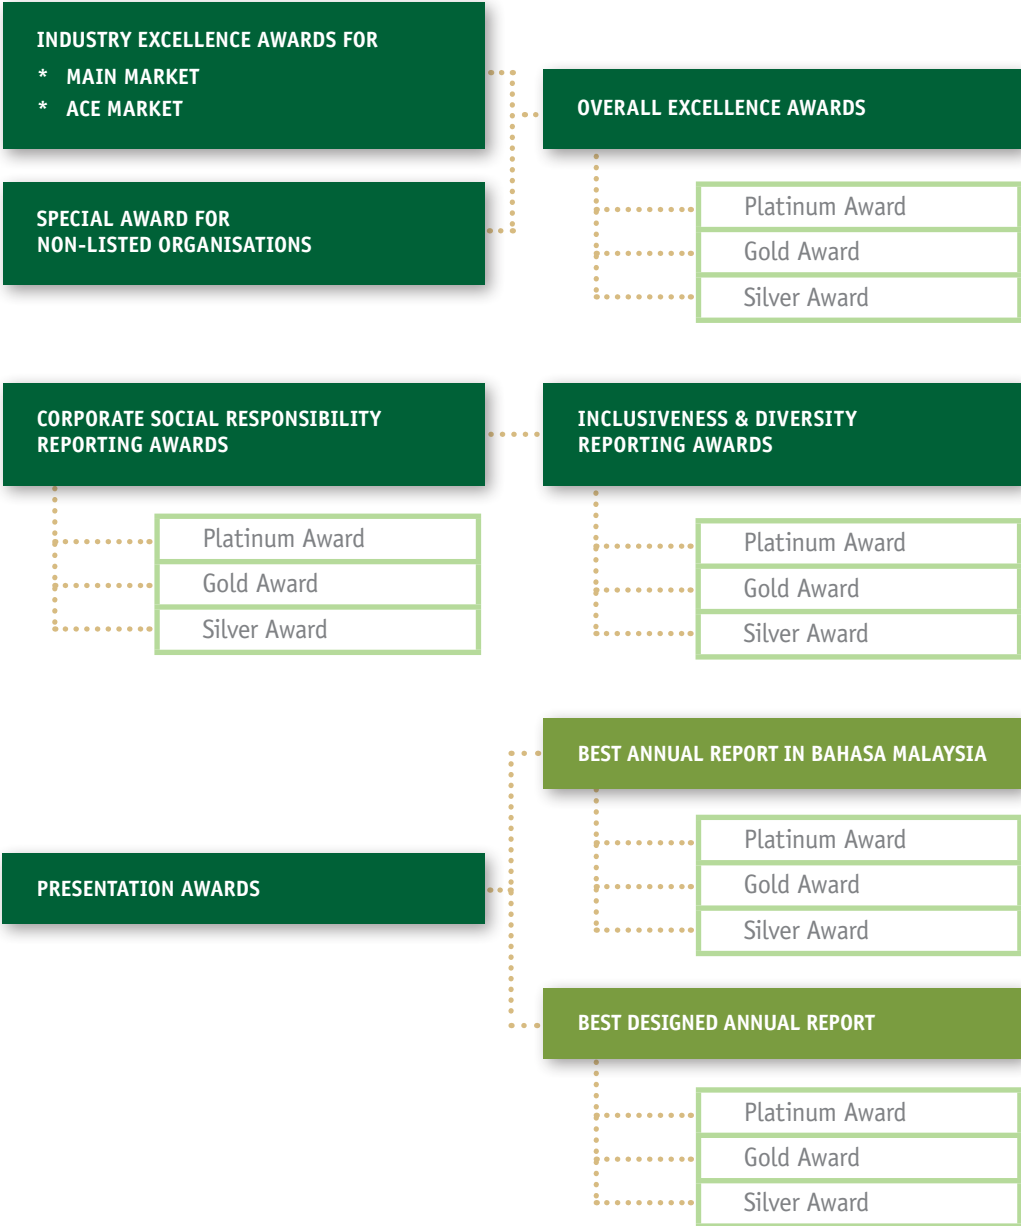 INDUSTRY EXCELLENCE AWARDS FOR
* MAIN MARKET
* ACE MARKET
SPECIAL AWARD FOR
NON-LISTED ORGANISATIONS
OVERALL EXCELLENCE AWARDS
Platinum Award
Gold Award
Silver Award
CORPORATE SOCIAL RESPONSIBILITY
REPORTING AWARDS
Platinum Award
Gold Award
Silver Award
INCLUSIVENESS & DIVERSITY
REPORTING AWARDS
Platinum Award
Gold Award
Silver Award
PRESENTATION AWARDS
BEST ANNUAL REPORT IN BAHASA MALAYSIA
Platinum Award
Gold Award
Silver Award
BEST DESIGNED ANNUAL REPORT
Platinum Award
Gold Award
Silver Award